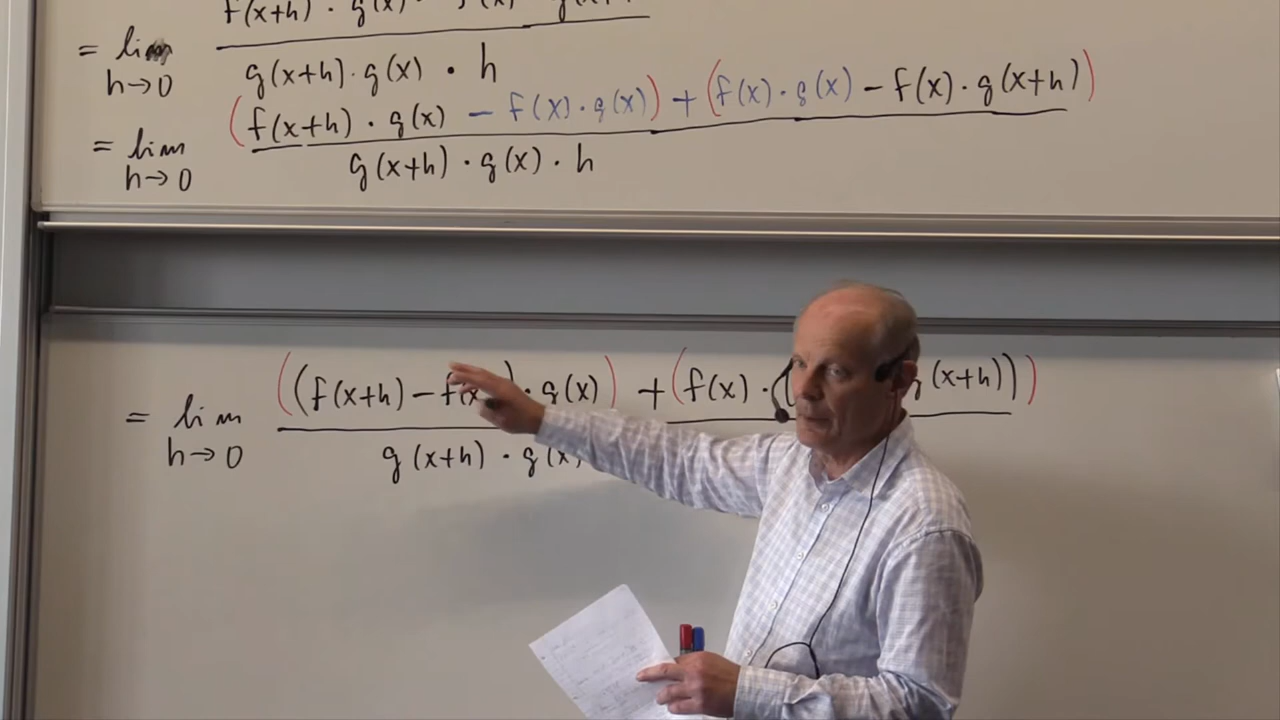 f(x+h) · g(x)
= lim
h→0
g(x+h) · g(x) · h
(f(x+h) · g(x) − f(x) · g(x)) + (f(x) · g(x) − f(x) · g(x+h))
= lim
h→0
g(x+h) · g(x) · h
((f(x+h) − f(x) · g(x)) + (f(x) · g(x+h)))
= lim
h→0
g(x+h) · g(x)